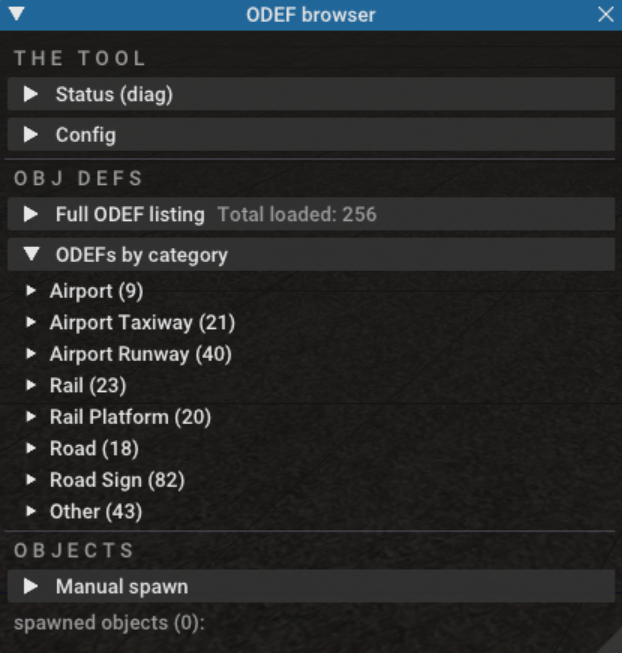 ODEF browser
THE TOOL
Status (diag)
Config
OBJ DEFS
Full ODEF listing Total loaded: 256
ODEFs by category
Airport (9)
Airport Taxiway (21)
Airport Runway (40)
Rail (23)
Rail Platform (20)
Road (18)
Road Sign (82)
Other (43)
OBJECTS
Manual spawn
spawned objects (0):